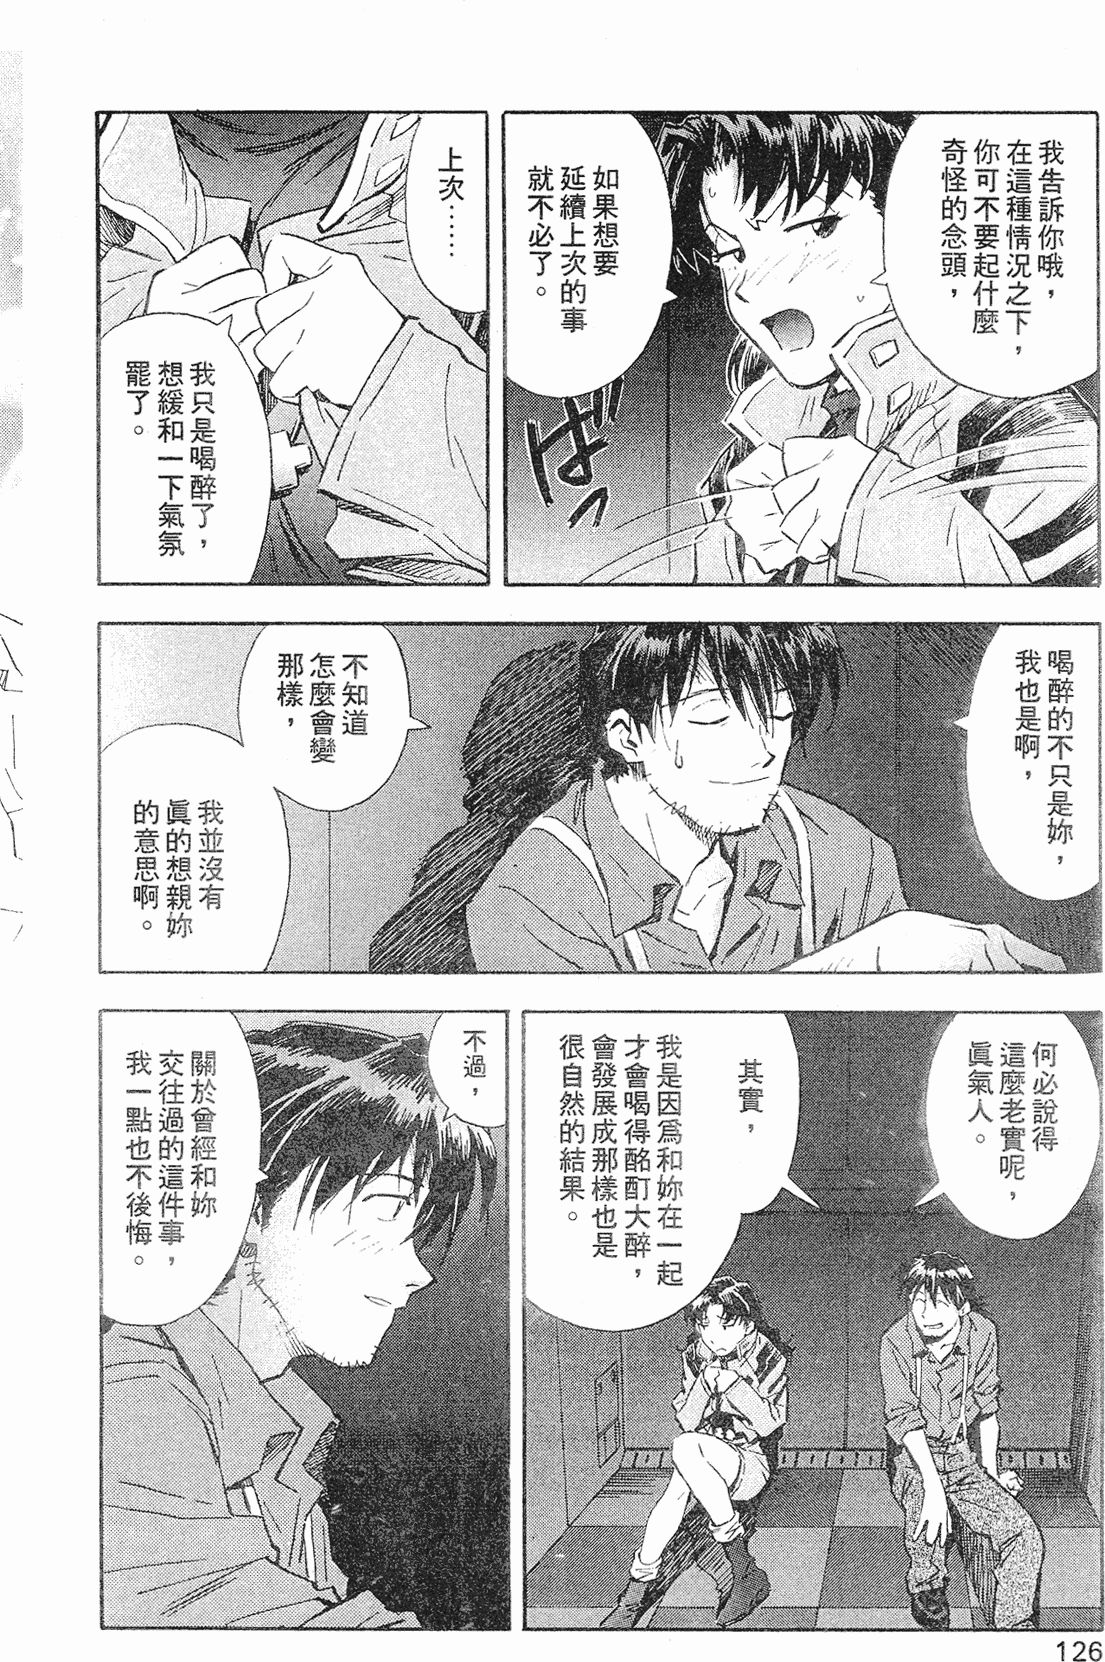 我告訴你哦，
在這種情況之下，
你可不要起什麼
奇怪的念頭，
如果想要
延續上次的事
就不必了。
ばっ
上次……
我只是喝醉了，
想緩和一下氣氛
罷了。
喝醉的不只是妳，
我也是啊，
不知道
怎麼會變
那樣，
我並沒有
眞的想親妳
的意思啊。
何必說得
這麼老實呢，
眞氣人。
其實，
我是因爲和妳在一起
才會喝得酩酊大醉，
會發展成那樣也是
很自然的結果。
不過，
關於曾經和妳
交往過的這件事，
我一點也不後悔。
126